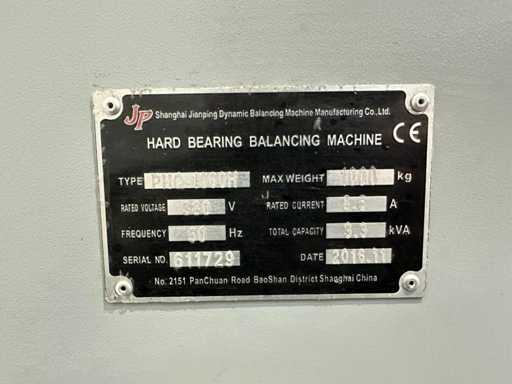 JP Shanghai Jianping Dynamic Balancing Machine Manufacturing Co.,Ltd.
HARD BEARING BALANCING MACHINE CE
TYPE MAX WEIGHT 1000 kg
RATED VOLTAGE V RATED CURRENT A
FREQUENCY 50 Hz TOTAL CAPACITY kVA
SERIAL NO. 611729 DATE 2016.11
No. 2151 PanChuan Road BaoShan District Shanghai China